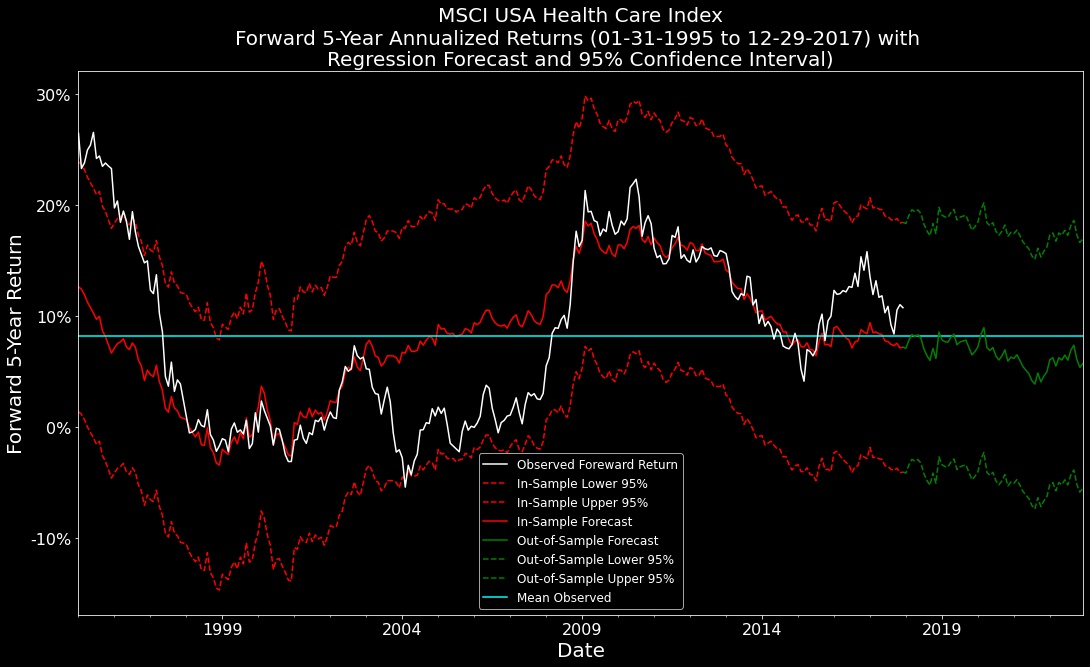 MSCI USA Health Care Index
Forward 5-Year Annualized Returns (01-31-1995 to 12-29-2017) with
Regression Forecast and 95% Confidence Interval)
Forward 5-Year Return
30%
20%
10%
0%
-10%
Observed Foreward Return
In-Sample Lower 95%
In-Sample Upper 95%
In-Sample Forecast
Out-of-Sample Forecast
Out-of-Sample Lower 95%
Out-of-Sample Upper 95%
Mean Observed
1999 2004 2009 2014 2019
Date